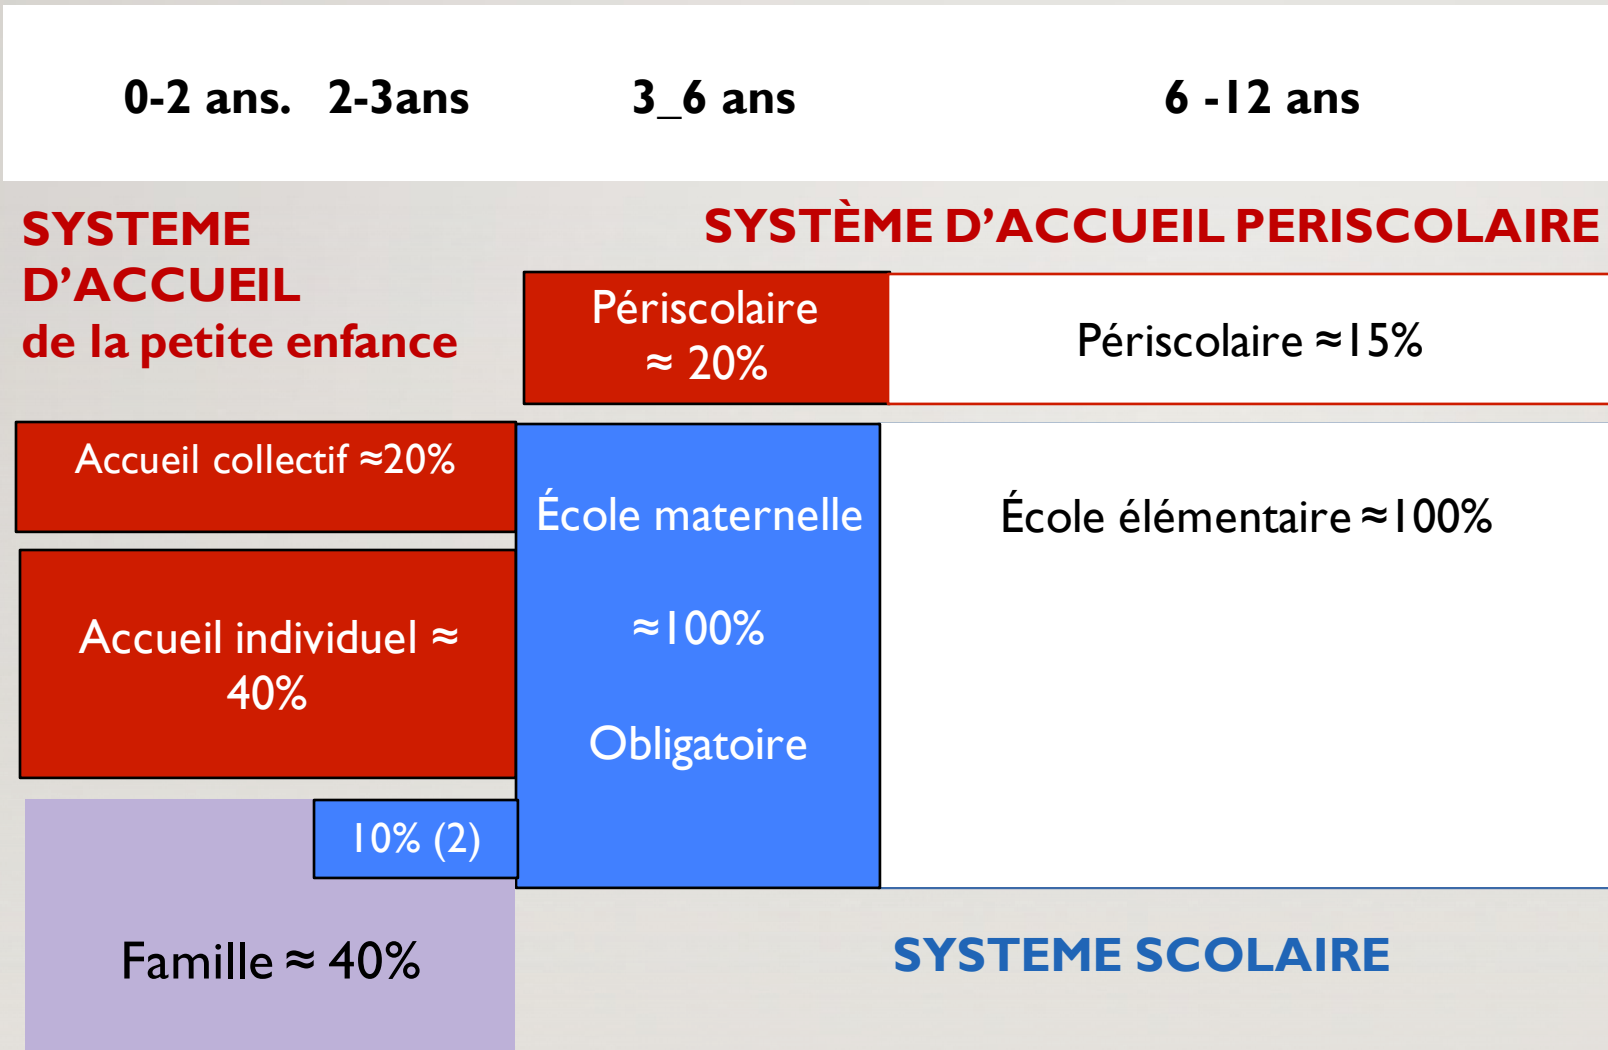 0-2 ans. 2-3ans 3_6 ans 6 -12 ans
SYSTEME
D’ACCUEIL
de la petite enfance
SYSTÈME D’ACCUEIL PERISCOLAIRE
Périscolaire
≈ 20%
Périscolaire ≈15%
Accueil collectif ≈20%
Accueil individuel ≈
40%
École maternelle
≈100%
Obligatoire
École élémentaire ≈100%
10% (2)
Famille ≈ 40%
SYSTEME SCOLAIRE